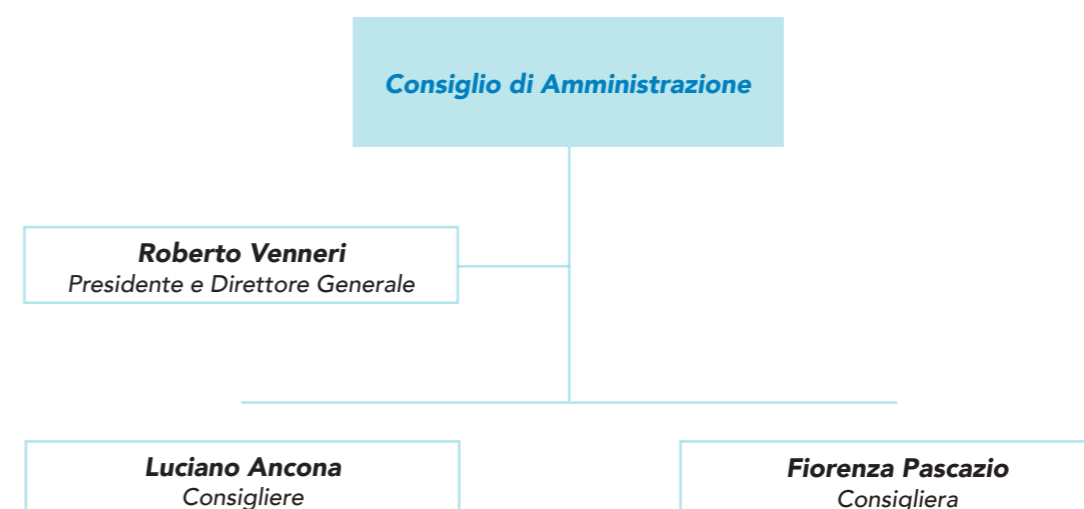 Consiglio di Amministrazione
Roberto Venneri
Presidente e Direttore Generale
Luciano Ancona
Consigliere
Fiorenza Pascazio
Consigliera